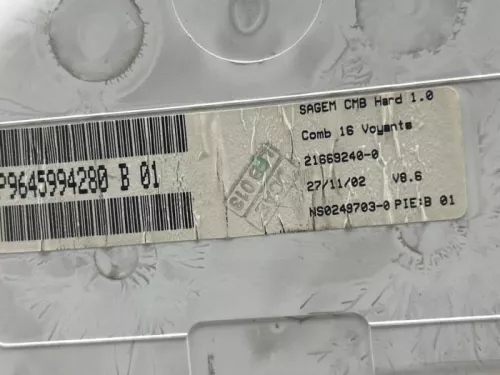 P9645994280 B 01
SAGEM CMB Hard 1.0
Comb 16 Voyants
21669240-0
27/11/02 V8.6
NS0249703-0 PIE:B 01